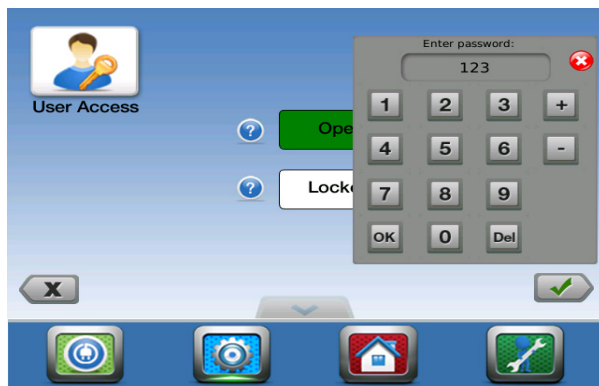 User Access
Enter password:
123
1 2 3 +
4 5 6 -
7 8 9
OK 0 Del
?
?
X